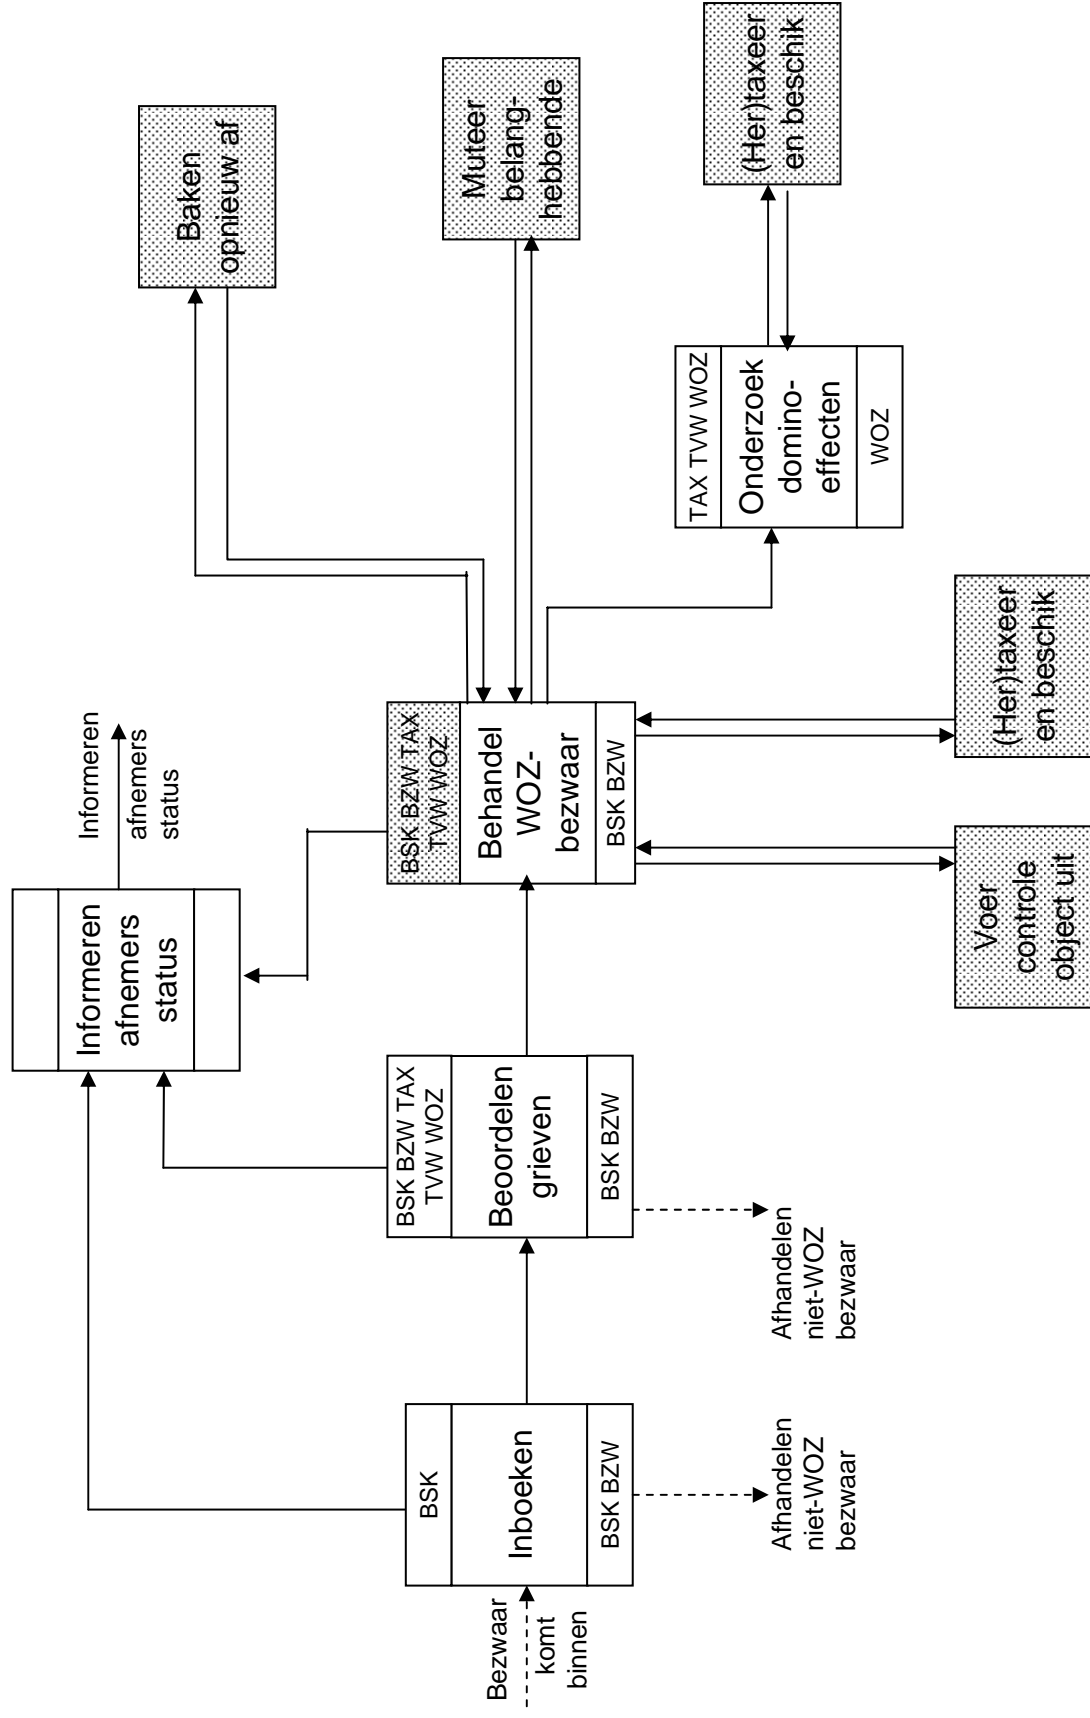 Bezwaar
komt
binnen
BSK
Inboeken
BSK BZW
Afhandelen
niet-WOZ
bezwaar
BSK BZW TAX
TVW WOZ
Beoordelen
grieven
BSK BZW
Afhandelen
niet-WOZ
bezwaar
Informeren
afnemers
status
Informeren
afnemers
status
BSK BZW TAX
TVW WOZ
Behandel
WOZ-
bezwaar
BSK BZW
Voer
controle
object uit
(Her)taxeer
en beschik
Baken
opnieuw af
Muteer
belang-
hebbende
TAX TVW WOZ
Onderzoek
domino-
effecten
WOZ
(Her)taxeer
en beschik